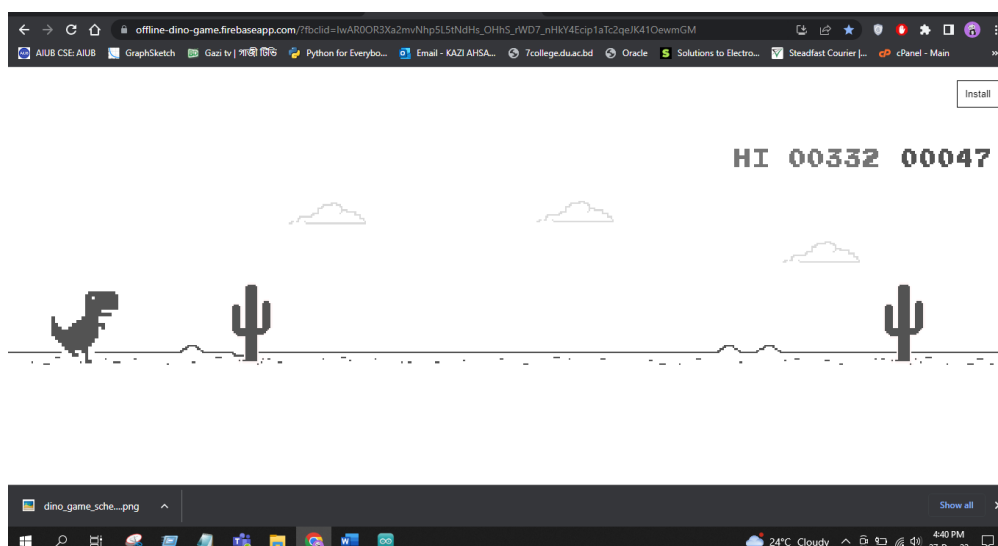 offline-dino-game.firebaseapp.com/?fbclid=IwAR0OR3Xa2mvNhp5L5tNdHs_OHhS_rWD7_nHkY4Ecip1aTc2qeJK41OewmGM
AIUB CSE: AIUB GraphSketch Gazi tv | গাজী টিভি Python for Everybo... Email - KAZI AHSA... 7college.du.ac.bd Oracle Solutions to Electro... Steadfast Courier |... cPanel - Main »
Install
HI 00332 00047
dino_game_sche....png Show all
24°C Cloudy 4:40 PM